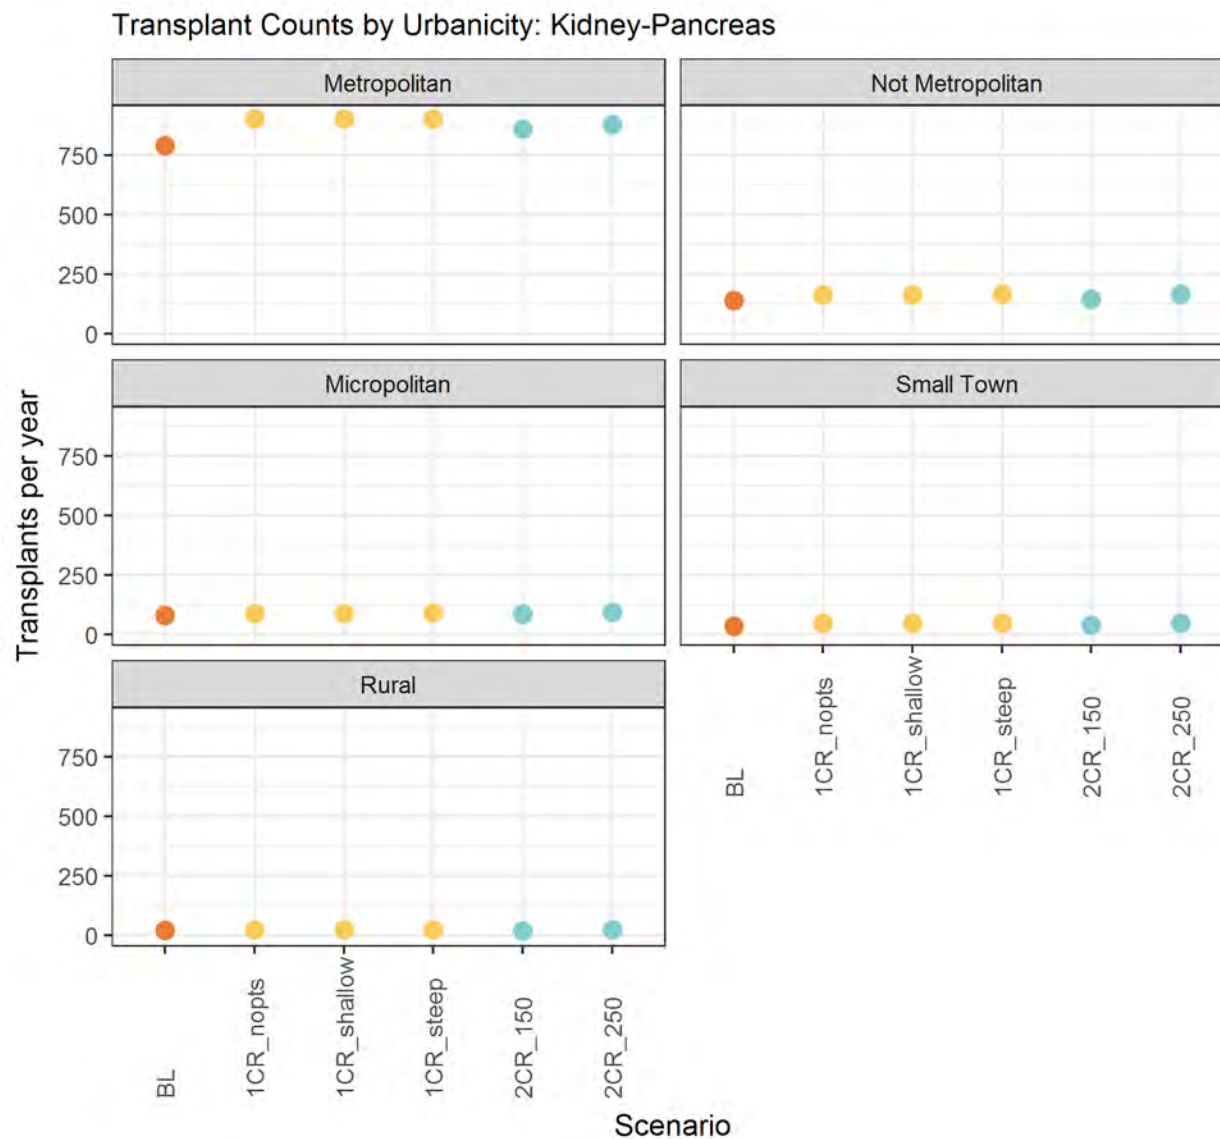 Transplant Counts by Urbanicity: Kidney-Pancreas
Metropolitan
Not Metropolitan
750
500
250
0
Micropolitan
Small Town
750
500
250
0
Rural
750
500
250
0
BL
1CR_nopts
1CR_shallow
1CR_steep
2CR_150
2CR_250
BL
1CR_nopts
1CR_shallow
1CR_steep
2CR_150
2CR_250
Transplants per year
Scenario